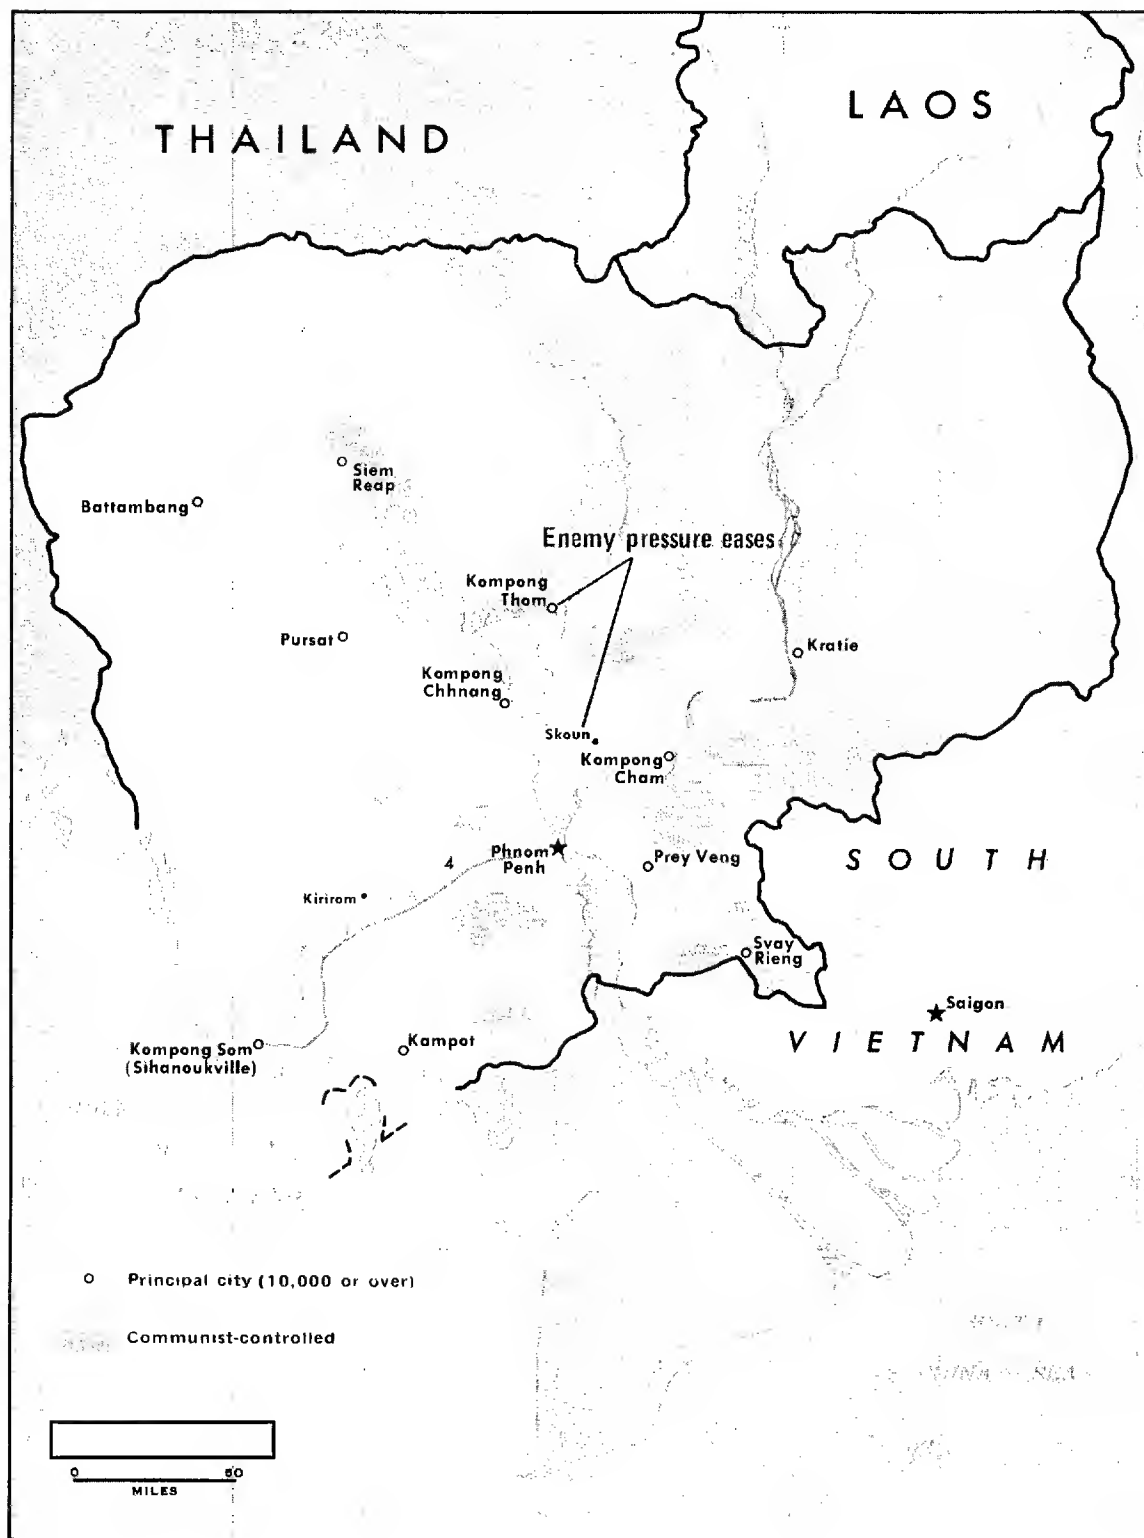 LAOS
THAILAND
Siem
Reap
Battambang
Enemy pressure eases
Kompong
Thom
Pursat
Kratie
Kompong
Chhnang
Skoun
Kompong
Cham
Phnom
Penh
4
Prey Veng
SOUTH
Kirirom
Svay
Rieng
Saigon
VIETNAM
Kompong Som
(Sihanoukville)
Kampot
Principal city (10,000 or over)
Communist-controlled
0 50
MILES